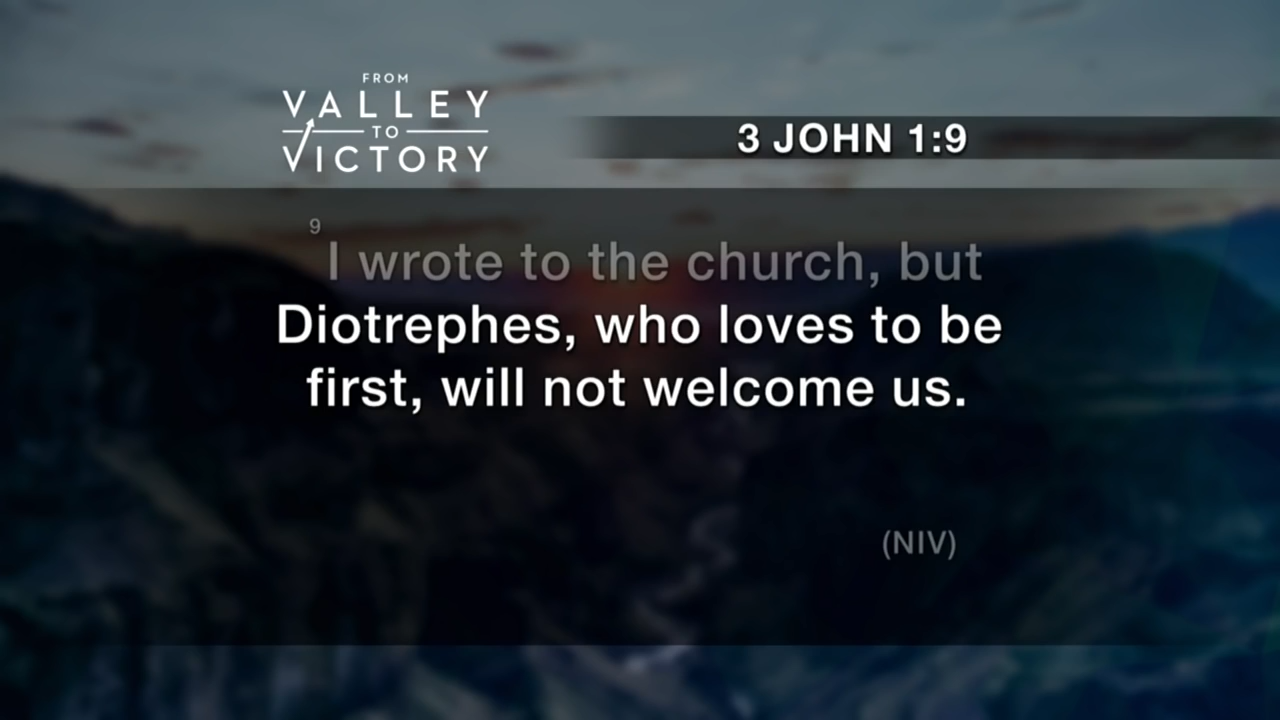 FROM
VALLEY
TO
VICTORY
3 JOHN 1:9
9
I wrote to the church, but
Diotrephes, who loves to be
first, will not welcome us.
(NIV)